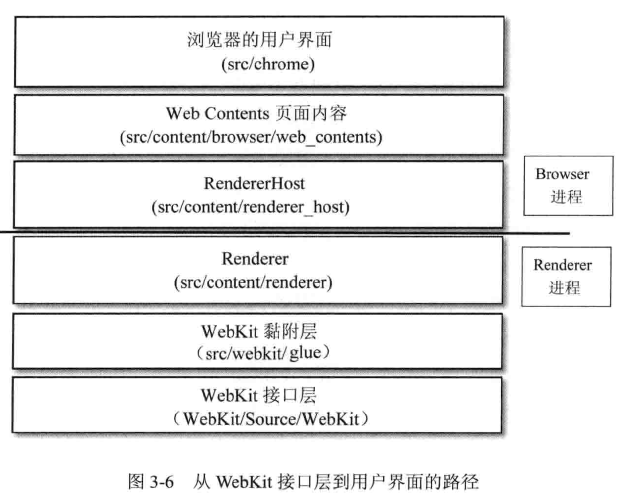 浏览器的用户界面
(src/chrome)
Web Contents 页面内容
(src/content/browser/web_contents)
RendererHost
(src/content/renderer_host)
Browser
进程
Renderer
(src/content/renderer)
Renderer
进程
WebKit 黏附层
（src/webkit/glue）
WebKit 接口层
（WebKit/Source/WebKit）
图 3-6 从 WebKit 接口层到用户界面的路径